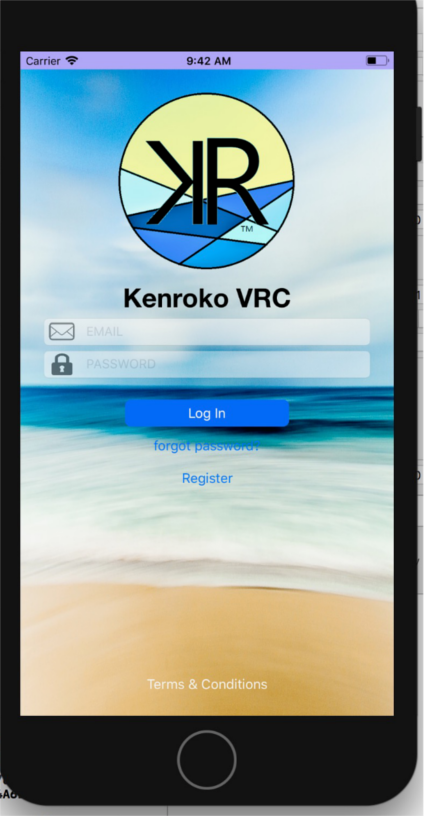 Carrier
9:42 AM
KR
TM
Kenroko VRC
EMAIL
PASSWORD
Log In
forgot password?
Register
Terms & Conditions